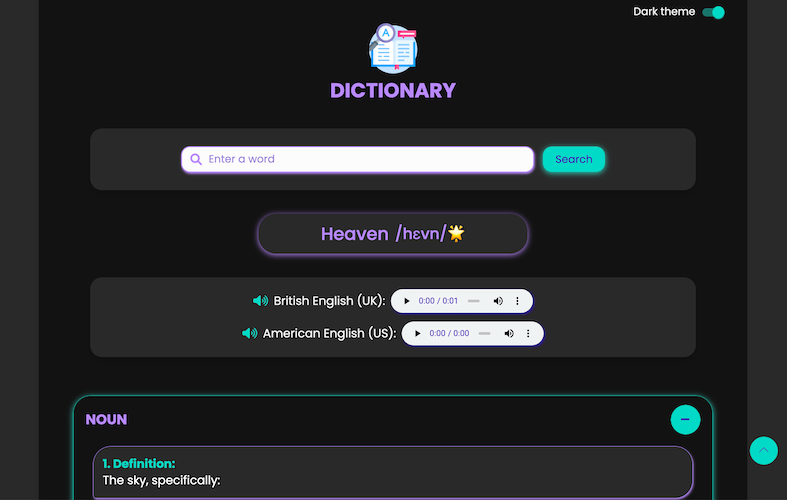 Dark theme
A
DICTIONARY
Enter a word
Search
Heaven /hɛvn/🌟
British English (UK): 0:00 / 0:01
American English (US): 0:00 / 0:00
NOUN
1. Definition:
The sky, specifically: